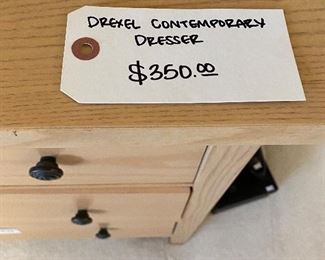 DREXEL CONTEMPORARY
DRESSER
$350.00